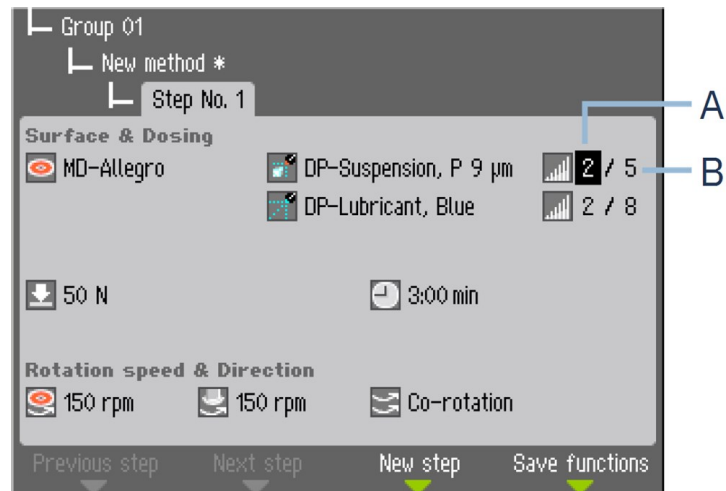 Group 01
New method *
Step No. 1
Surface & Dosing
MD-Allegro DP-Suspension, P 9 µm 2 / 5
DP-Lubricant, Blue 2 / 8
50 N 3:00 min
Rotation speed & Direction
150 rpm 150 rpm Co-rotation
Previous step Next step New step Save functions
A
B